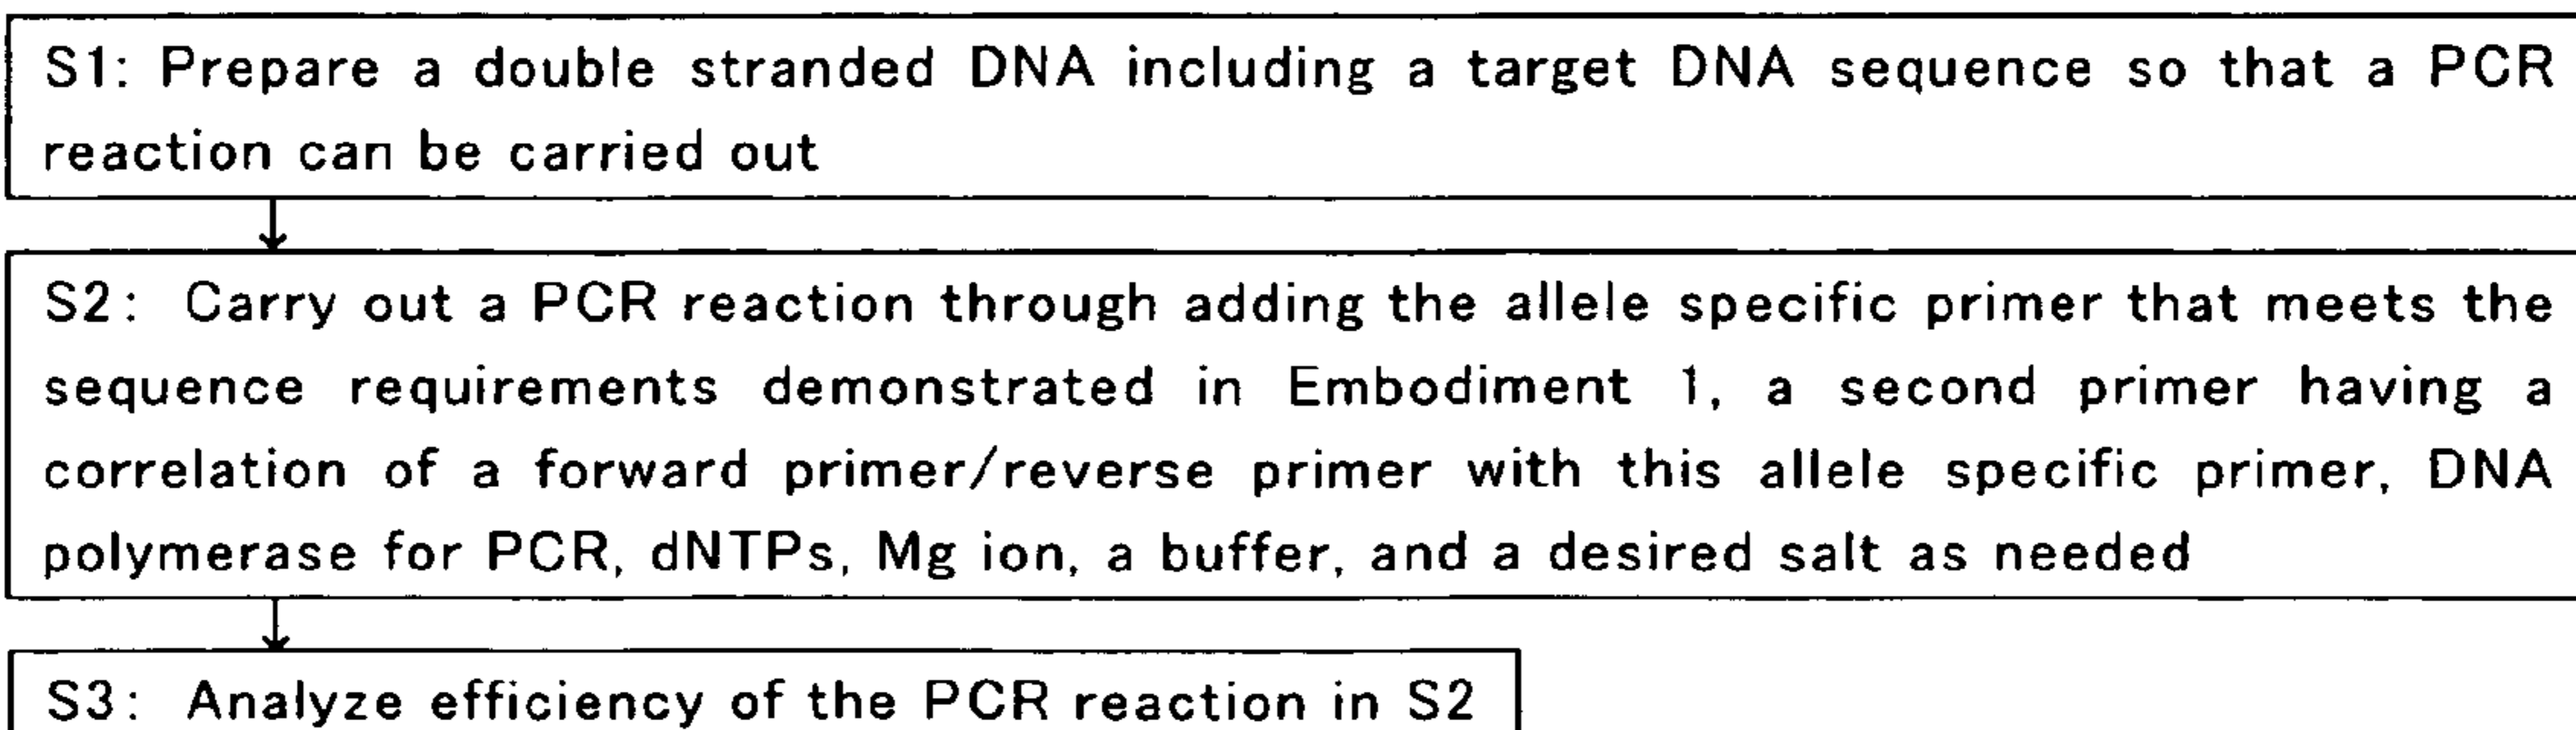 S1: Prepare a double stranded DNA including a target DNA sequence so that a PCR
reaction can be carried out
S2: Carry out a PCR reaction through adding the allele specific primer that meets the
sequence requirements demonstrated in Embodiment 1, a second primer having a
correlation of a forward primer/reverse primer with this allele specific primer, DNA
polymerase for PCR, dNTPs, Mg ion, a buffer, and a desired salt as needed
S3: Analyze efficiency of the PCR reaction in S2